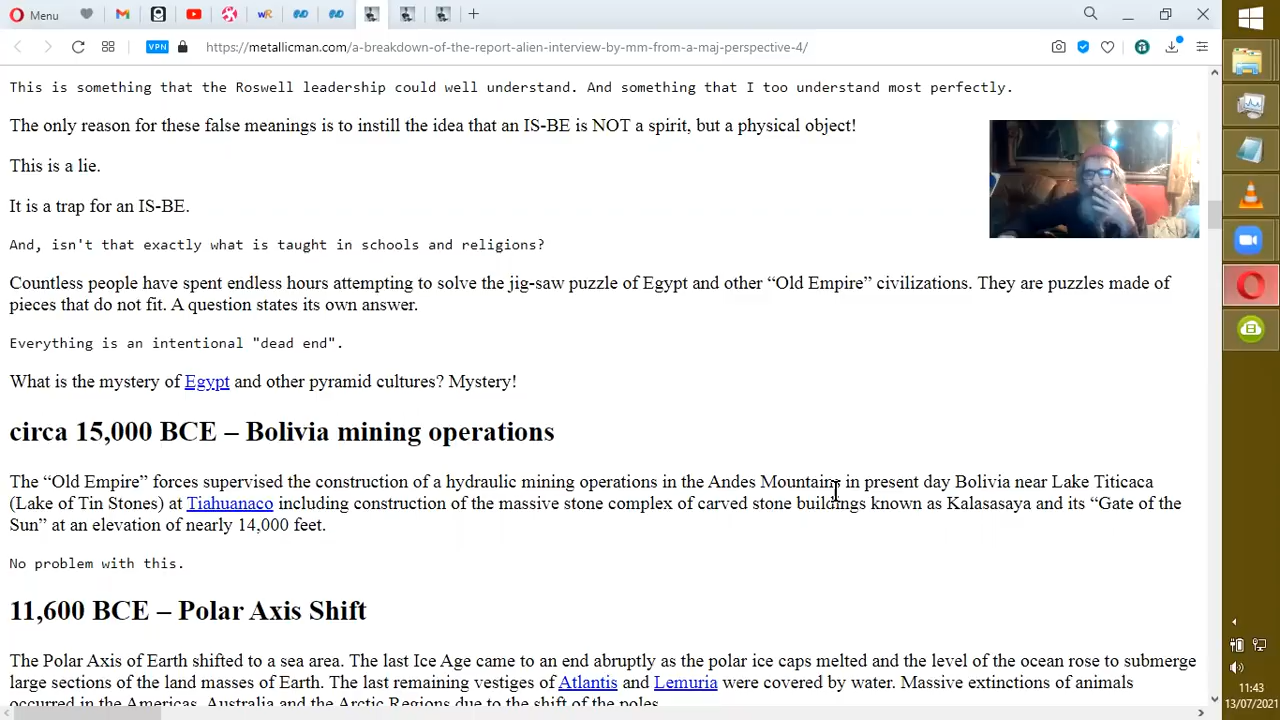 Menu
https://metallicman.com/a-breakdown-of-the-report-alien-interview-by-mm-from-a-maj-perspective-4/
VPN
This is something that the Roswell leadership could well understand. And something that I too understand most perfectly.
The only reason for these false meanings is to instill the idea that an IS-BE is NOT a spirit, but a physical object!
This is a lie.
It is a trap for an IS-BE.
And, isn't that exactly what is taught in schools and religions?
Countless people have spent endless hours attempting to solve the jig-saw puzzle of Egypt and other “Old Empire” civilizations. They are puzzles made of
pieces that do not fit. A question states its own answer.
Everything is an intentional "dead end".
What is the mystery of Egypt and other pyramid cultures? Mystery!
circa 15,000 BCE – Bolivia mining operations
The “Old Empire” forces supervised the construction of a hydraulic mining operations in the Andes Mountains in present day Bolivia near Lake Titicaca
(Lake of Tin Stones) at Tiahuanaco including construction of the massive stone complex of carved stone buildings known as Kalasasaya and its “Gate of the
Sun” at an elevation of nearly 14,000 feet.
No problem with this.
11,600 BCE – Polar Axis Shift
The Polar Axis of Earth shifted to a sea area. The last Ice Age came to an end abruptly as the polar ice caps melted and the level of the ocean rose to submerge
large sections of the land masses of Earth. The last remaining vestiges of Atlantis and Lemuria were covered by water. Massive extinctions of animals
occurred in the Americas, Australia and the Arctic Regions due to the shift of the poles.
11:43
13/07/2021